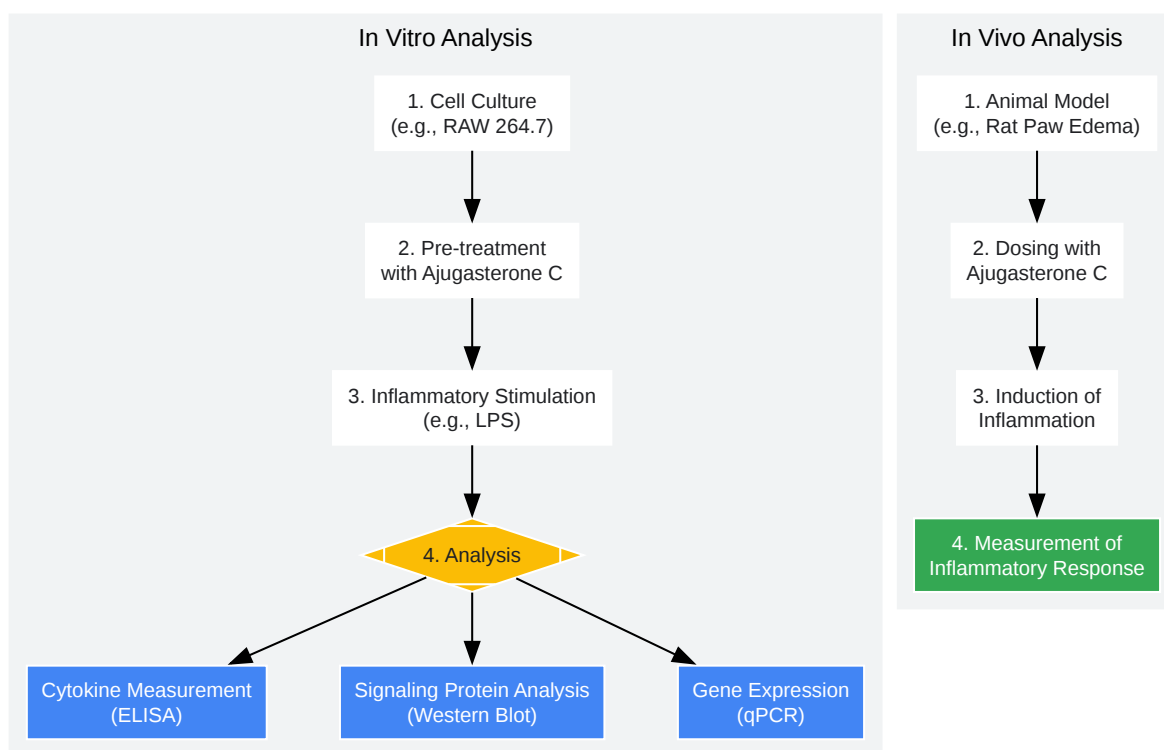 In Vitro Analysis
1. Cell Culture
(e.g., RAW 264.7)
2. Pre-treatment
with Ajugasterone C
3. Inflammatory Stimulation
(e.g., LPS)
4. Analysis
Cytokine Measurement
(ELISA)
Signaling Protein Analysis
(Western Blot)
Gene Expression
(qPCR)
In Vivo Analysis
1. Animal Model
(e.g., Rat Paw Edema)
2. Dosing with
Ajugasterone C
3. Induction of
Inflammation
4. Measurement of
Inflammatory Response